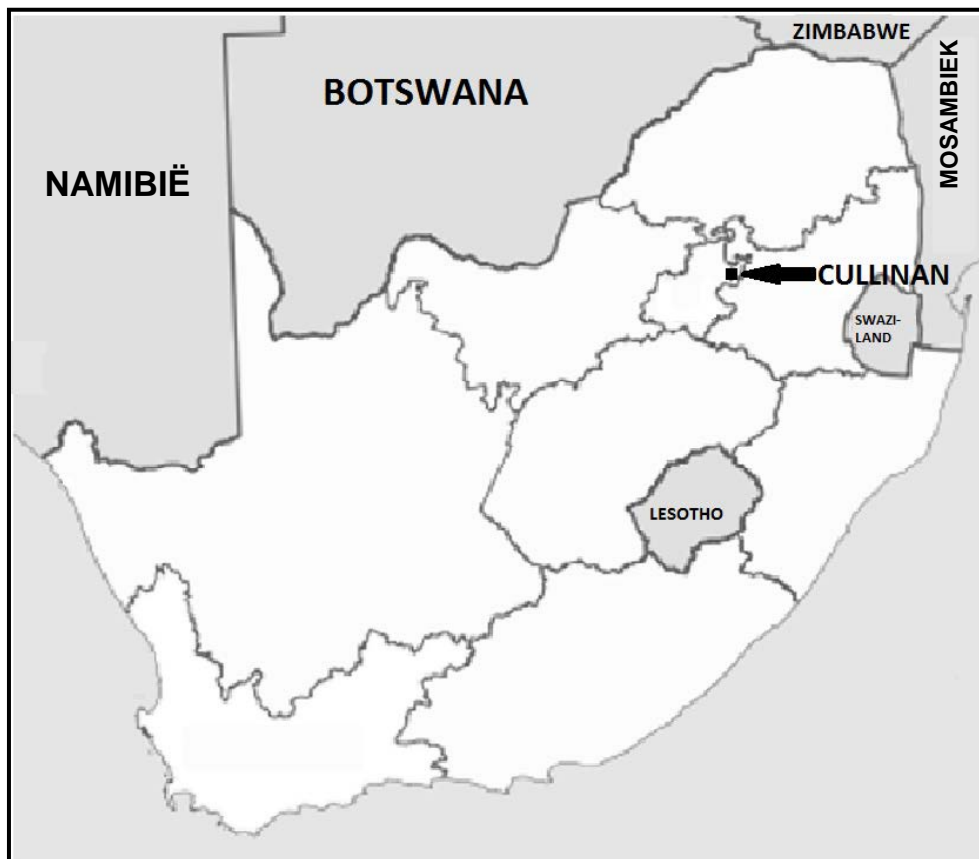 ZIMBABWE
BOTSWANA
MOSAMBIEK
NAMIBIË
CULLINAN
SWAZI-
LAND
LESOTHO